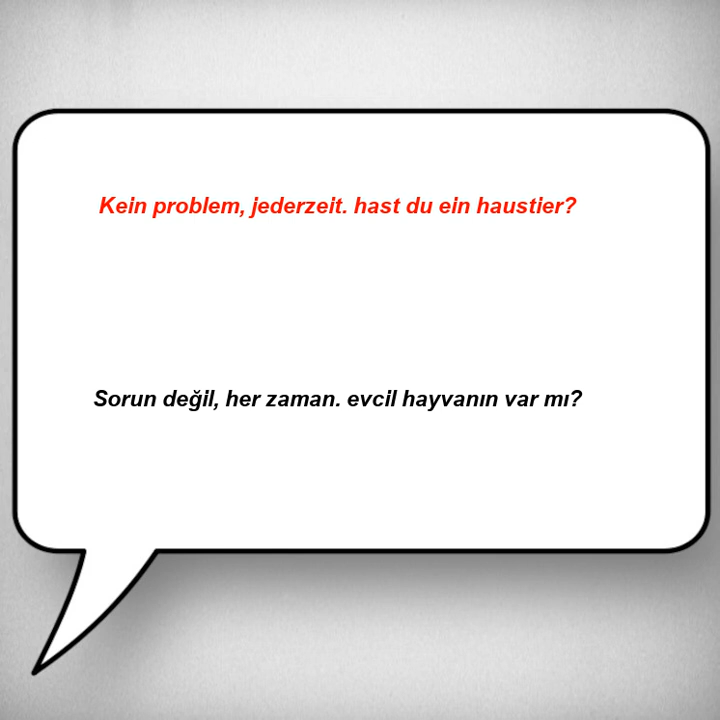 Kein problem, jederzeit. hast du ein haustier?
Sorun değil, her zaman. evcil hayvanın var mı?